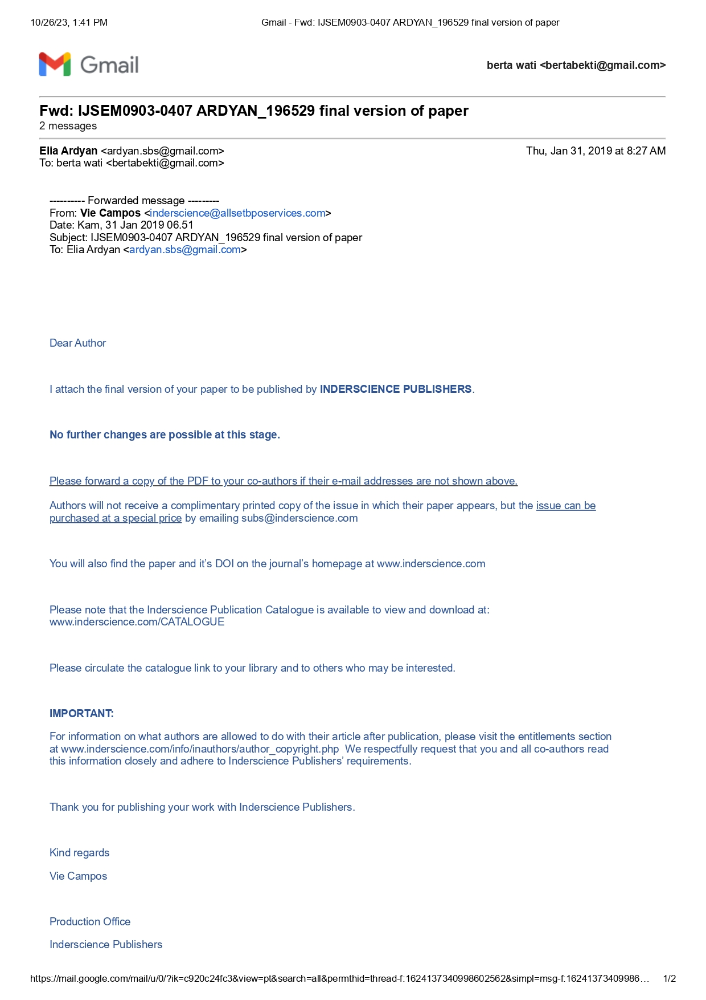 10/26/23, 1:41 PM
Gmail - Fwd: IJSEM0903-0407 ARDYAN_196529 final version of paper
Gmail
berta wati <bertabekti@gmail.com>
Fwd: IJSEM0903-0407 ARDYAN_196529 final version of paper
2 messages
Elia Ardyan <ardyan.sbs@gmail.com>
Thu, Jan 31, 2019 at 8:27 AM
To: berta wati <bertabekti@gmail.com>
---------- Forwarded message ---------
From: Vie Campos <inderscience@allsetbposervices.com>
Date: Kam, 31 Jan 2019 06.51
Subject: IJSEM0903-0407 ARDYAN_196529 final version of paper
To: Elia Ardyan <ardyan.sbs@gmail.com>
Dear Author
I attach the final version of your paper to be published by INDERSCIENCE PUBLISHERS.
No further changes are possible at this stage.
Please forward a copy of the PDF to your co-authors if their e-mail addresses are not shown above.
Authors will not receive a complimentary printed copy of the issue in which their paper appears, but the issue can be
purchased at a special price by emailing subs@inderscience.com
You will also find the paper and it’s DOI on the journal’s homepage at www.inderscience.com
Please note that the Inderscience Publication Catalogue is available to view and download at:
www.inderscience.com/CATALOGUE
Please circulate the catalogue link to your library and to others who may be interested.
IMPORTANT:
For information on what authors are allowed to do with their article after publication, please visit the entitlements section
at www.inderscience.com/info/inauthors/author_copyright.php  We respectfully request that you and all co-authors read
this information closely and adhere to Inderscience Publishers’ requirements.
Thank you for publishing your work with Inderscience Publishers.
Kind regards
Vie Campos
Production Office
Inderscience Publishers
https://mail.google.com/mail/u/0/?ik=c920c24fc3&view=pt&search=all&permthid=thread-f:1624137340998602562&simpl=msg-f:16241373409986…
1/2